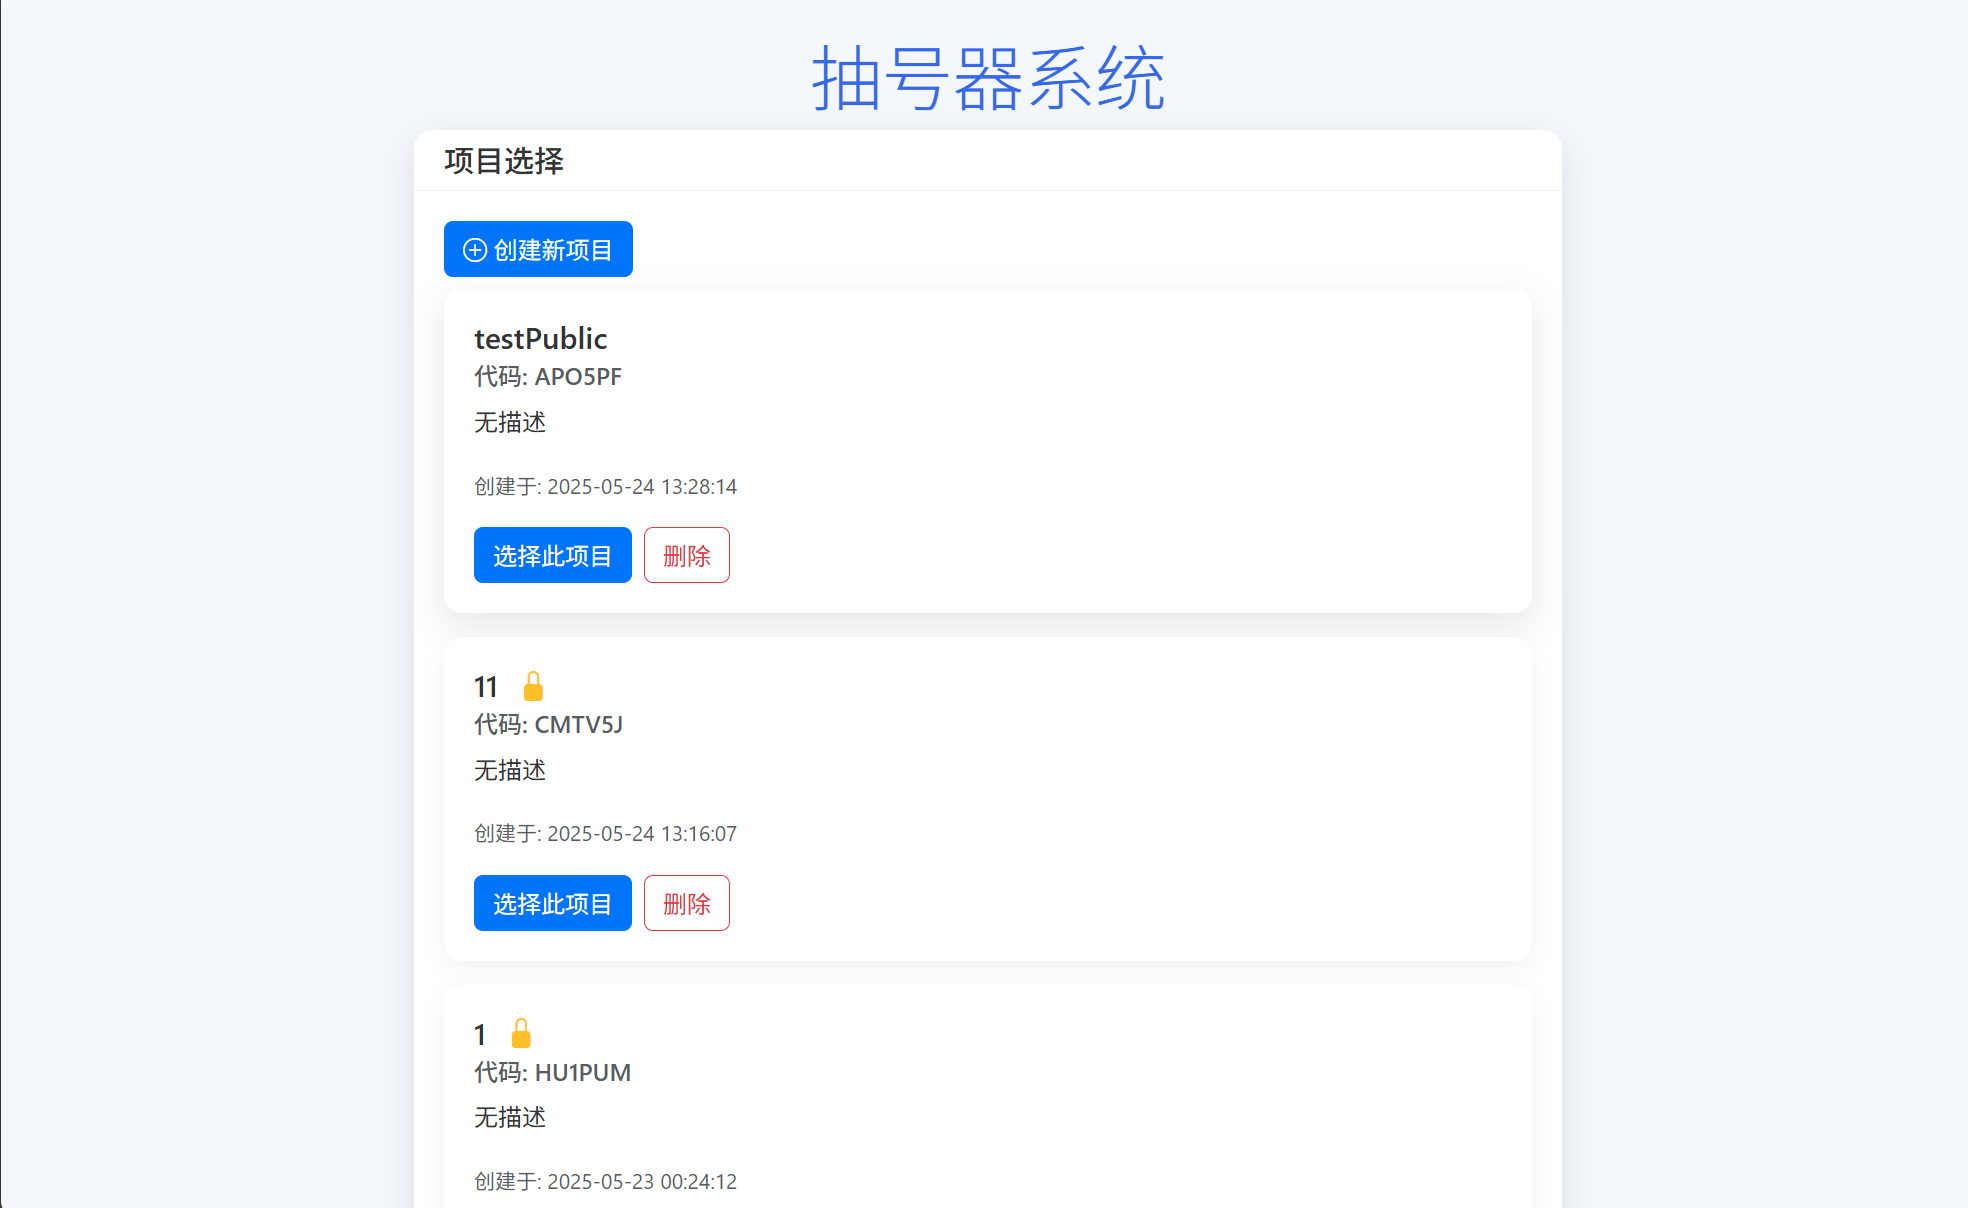 抽号器系统
项目选择
创建新项目
testPublic
代码: APO5PF
无描述
创建于: 2025-05-24 13:28:14
选择此项目 删除
11
代码: CMTV5J
无描述
创建于: 2025-05-24 13:16:07
选择此项目 删除
1
代码: HU1PUM
无描述
创建于: 2025-05-23 00:24:12